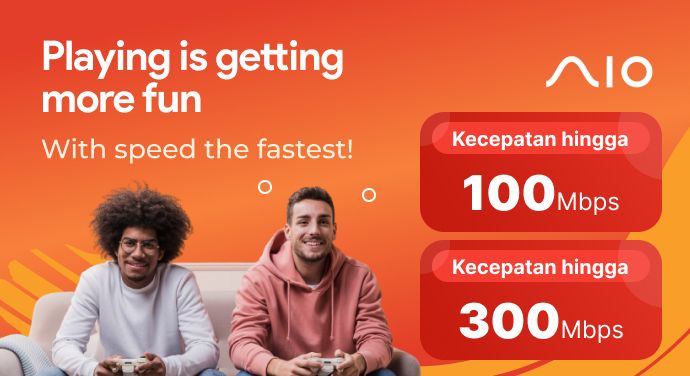 Playing is getting
more fun
With speed the fastest!
AIO
Kecepatan hingga
100Mbps
Kecepatan hingga
300Mbps